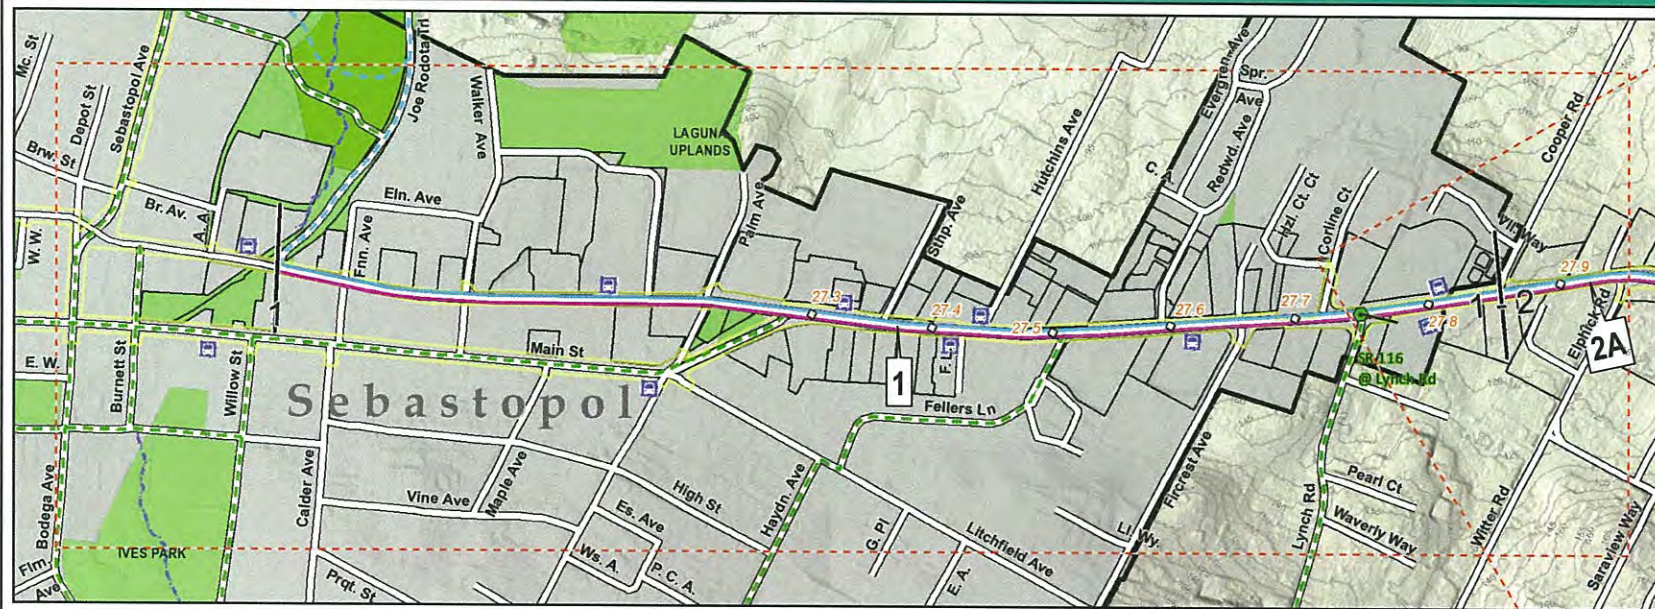 Mc. St
Depot St
Sebastopol Ave
Joe Rodota Trl
Walker Ave
LAGUNA
UPLANDS
Hutchins Ave
Evergren Ave
Spr.
Ave
Redwd. Ave
Cooper Rd
Brw. St
Br. Av.
A. A.
Eln. Ave
Fnn. Ave
Palm Ave
Sthp. Ave
C. A.
Hzl. Ct. Ct
Corline Ct
Vill. Way
W. W.
1
27.3
27.4
27.5
27.6
27.7
27.8
27.9
1 - 2
Elphick Rd
2A
E. W.
Burnett St
Willow St
Main St
1
F. L.
SR 116
@ Lynch Rd
Sebastopol
Fellers Ln
Bodega Ave
Calder Ave
Vine Ave
Maple Ave
High St
Haydn. Ave
Fircrest Ave
Pearl Ct
Waverly Way
Lynch Rd
Witter Rd
Saraview Way
IVES PARK
Flm.
Ave
Prqt. St
Es. Ave
Ws. A.
P. C. A.
G. Pl
E. A.
Litchfield Ave
Ll. Wy.